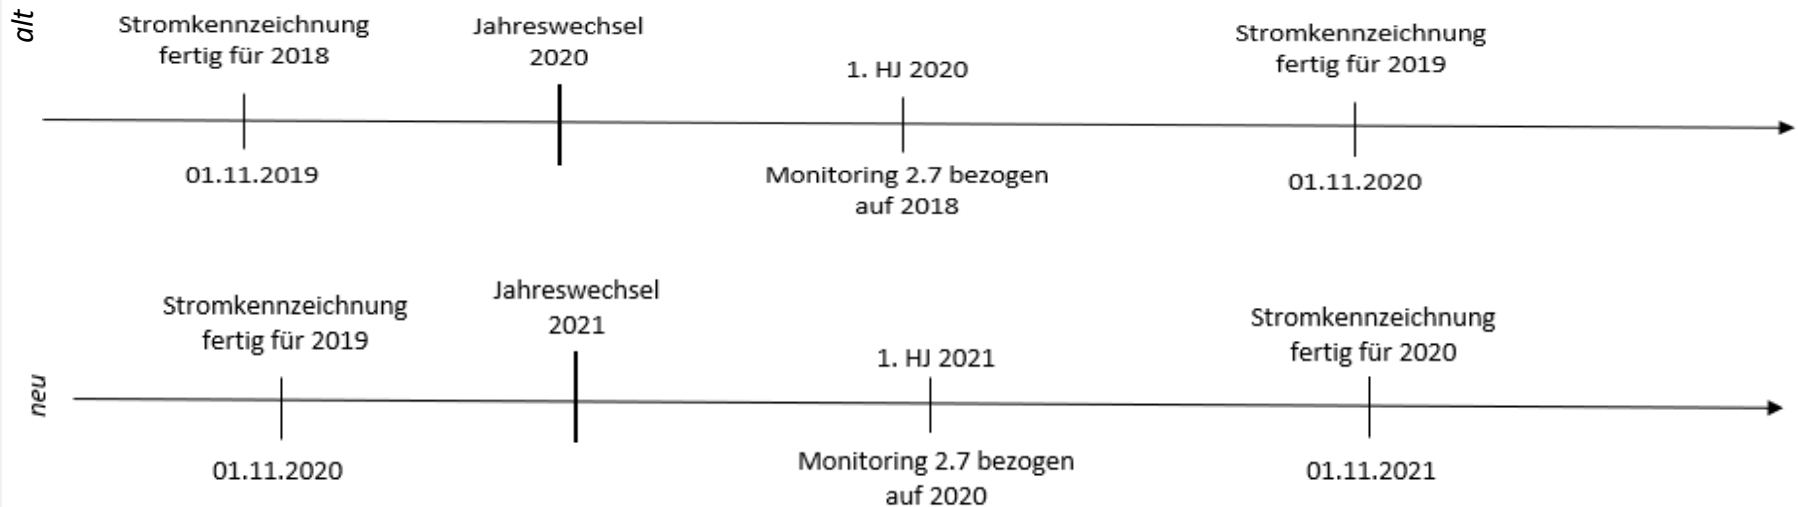 alt
Stromkennzeichnung
fertig für 2018
Jahreswechsel
2020
1. HJ 2020
Stromkennzeichnung
fertig für 2019
01.11.2019
Monitoring 2.7 bezogen
auf 2018
01.11.2020
neu
Stromkennzeichnung
fertig für 2019
Jahreswechsel
2021
1. HJ 2021
Stromkennzeichnung
fertig für 2020
01.11.2020
Monitoring 2.7 bezogen
auf 2020
01.11.2021